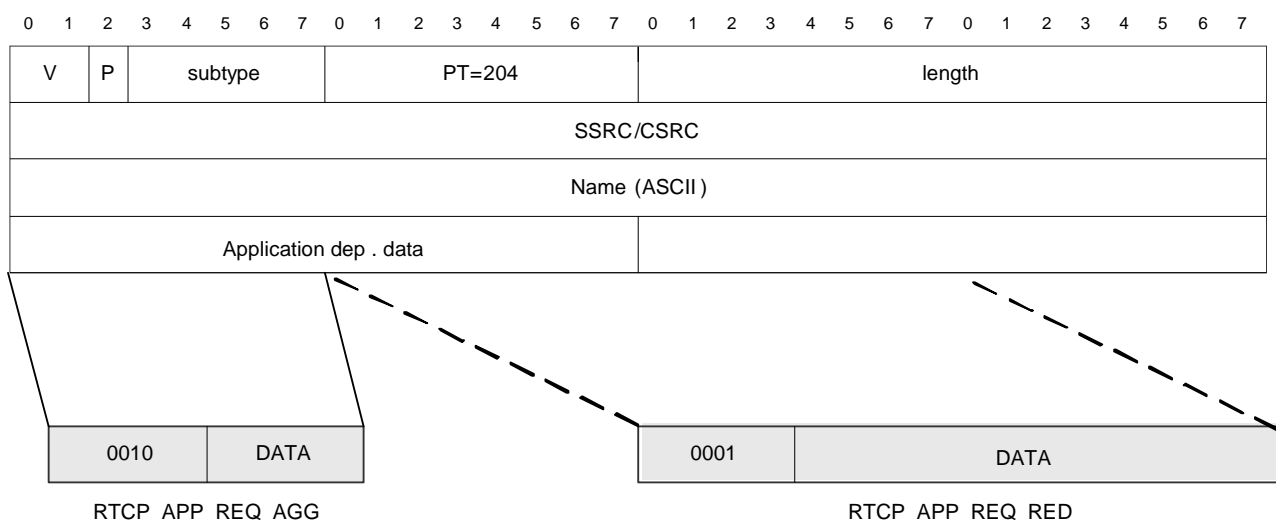 0 1 2 3 4 5 6 7 0 1 2 3 4 5 6 7 0 1 2 3 4 5 6 7 0 1 2 3 4 5 6 7
V P subtype PT=204 length
SSRC/CSRC
Name (ASCII)
Application dep . data
0010 DATA 0001 DATA
RTCP APP REQ AGG RTCP APP REQ RED